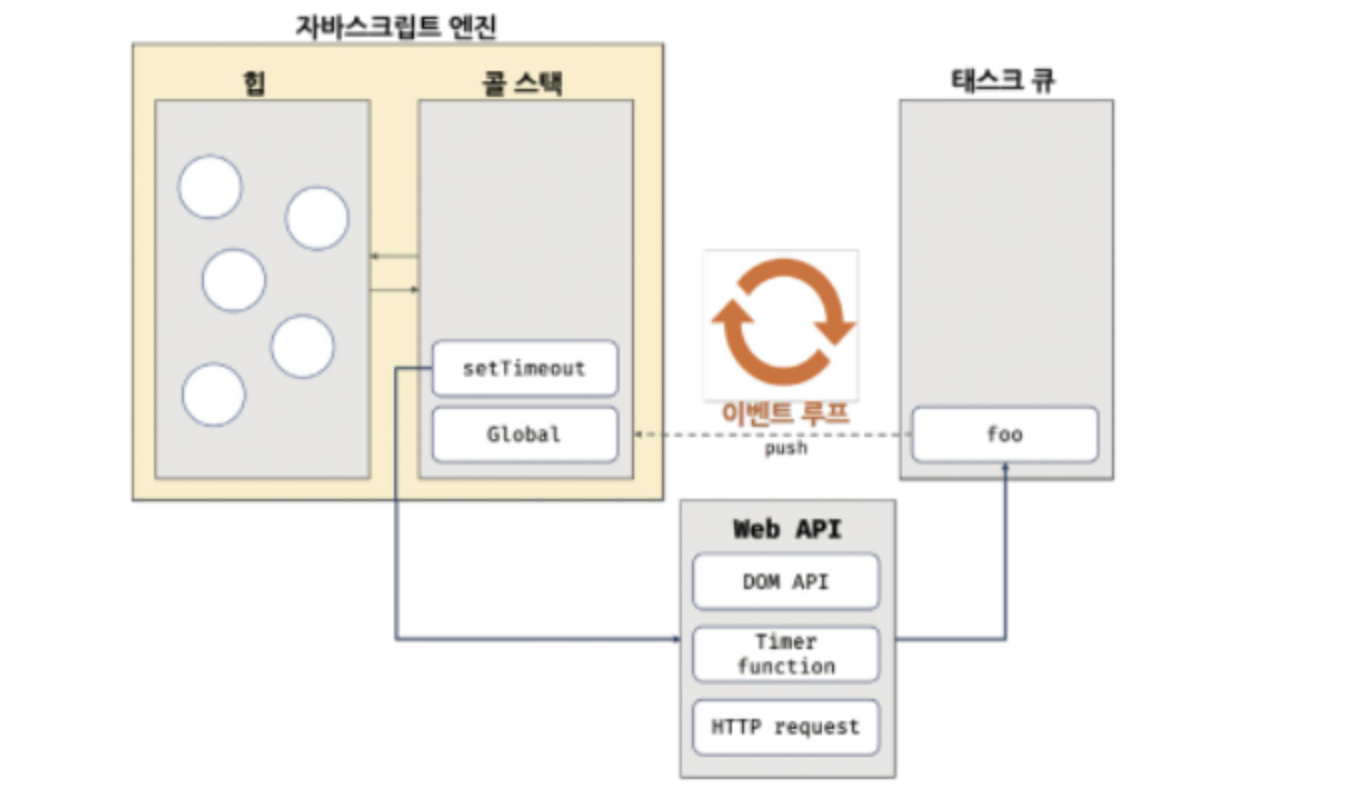 자바스크립트 엔진
힙
콜 스택
태스크 큐
setTimeout
Global
이벤트 루프
push
foo
Web API
DOM API
Timer
function
HTTP request